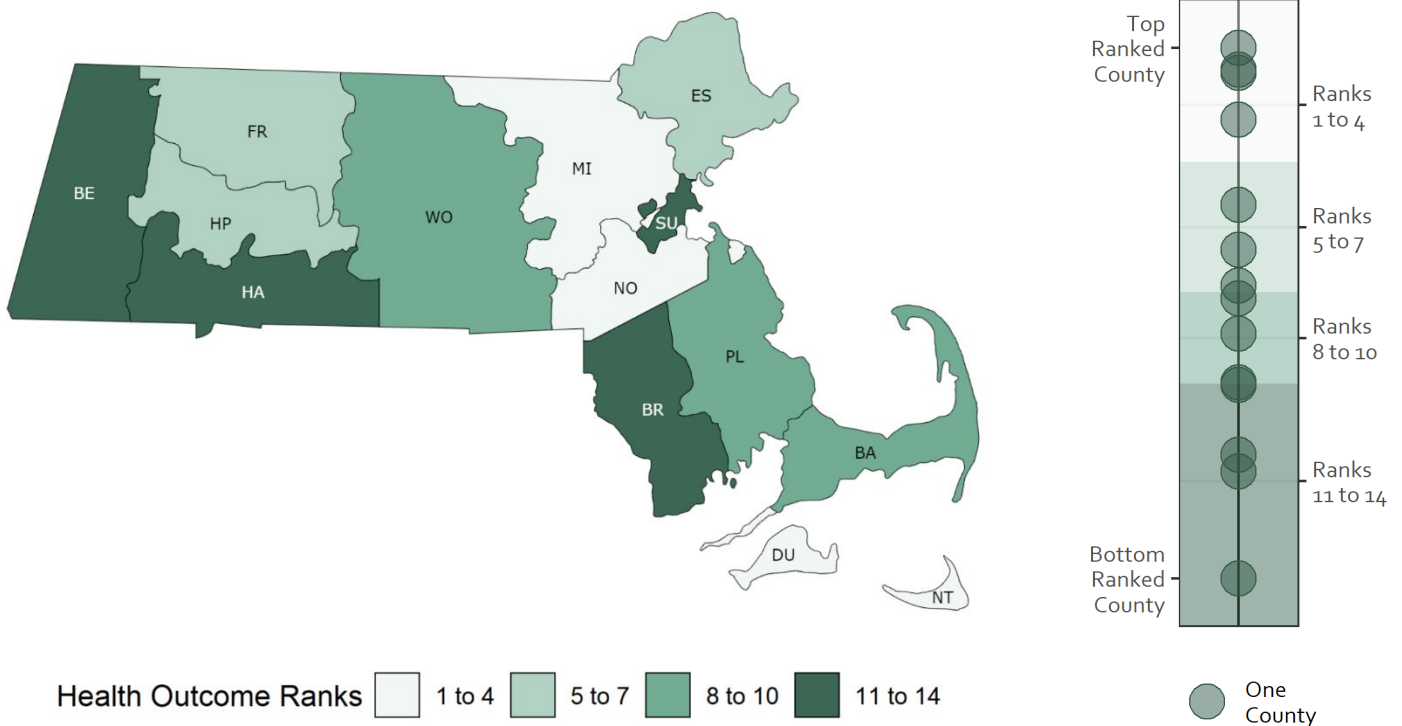 ES
FR
MI
BE
WO
HP
SU
HA
NO
PL
BR
BA
DU
NT
Health Outcome Ranks
1 to 4
5 to 7
8 to 10
11 to 14
Top
Ranked
County
Ranks
1 to 4
Ranks
5 to 7
Ranks
8 to 10
Ranks
11 to 14
Bottom
Ranked
County
One
County